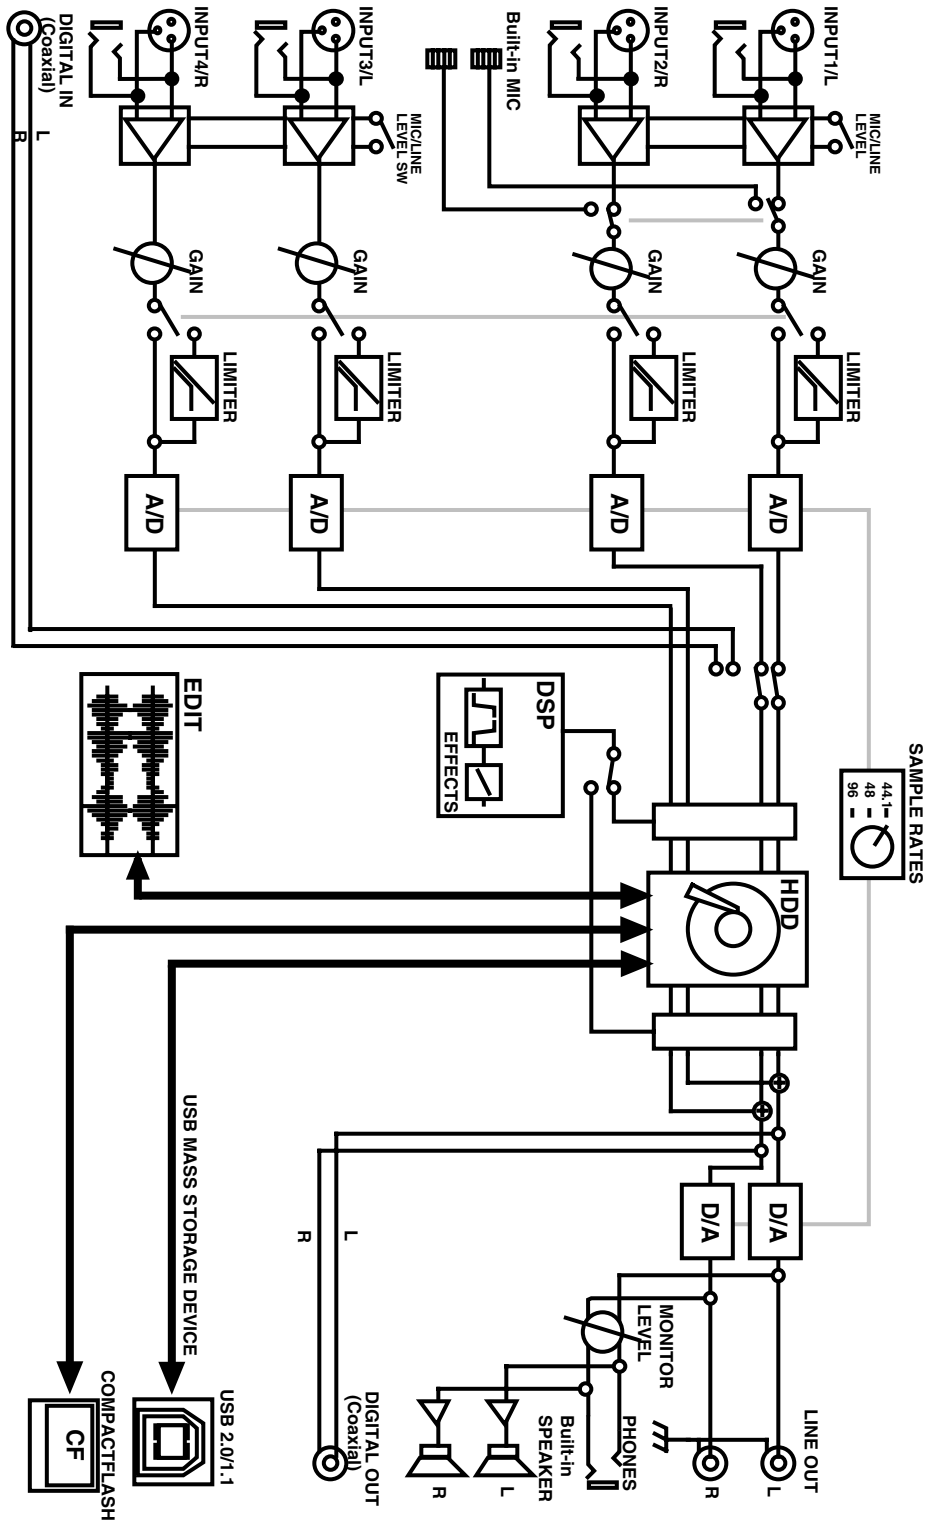 INPUT1/L
MIC/LINE
LEVEL
GAIN
LIMITER
A/D
Built-in MIC
INPUT2/R
GAIN
LIMITER
A/D
INPUT3/L
MIC/LINE
LEVEL SW
GAIN
LIMITER
A/D
INPUT4/R
GAIN
LIMITER
A/D
DIGITAL IN
(Coaxial)
L
R
SAMPLE RATES
44.1
48
96
HDD
DSP
EFFECTS
EDIT
D/A
D/A
LINE OUT
L
R
MONITOR
LEVEL
PHONES
Built-in
SPEAKER
L
R
DIGITAL OUT
(Coaxial)
L
R
USB MASS STORAGE DEVICE
USB 2.0/1.1
COMPACTFLASH
CF